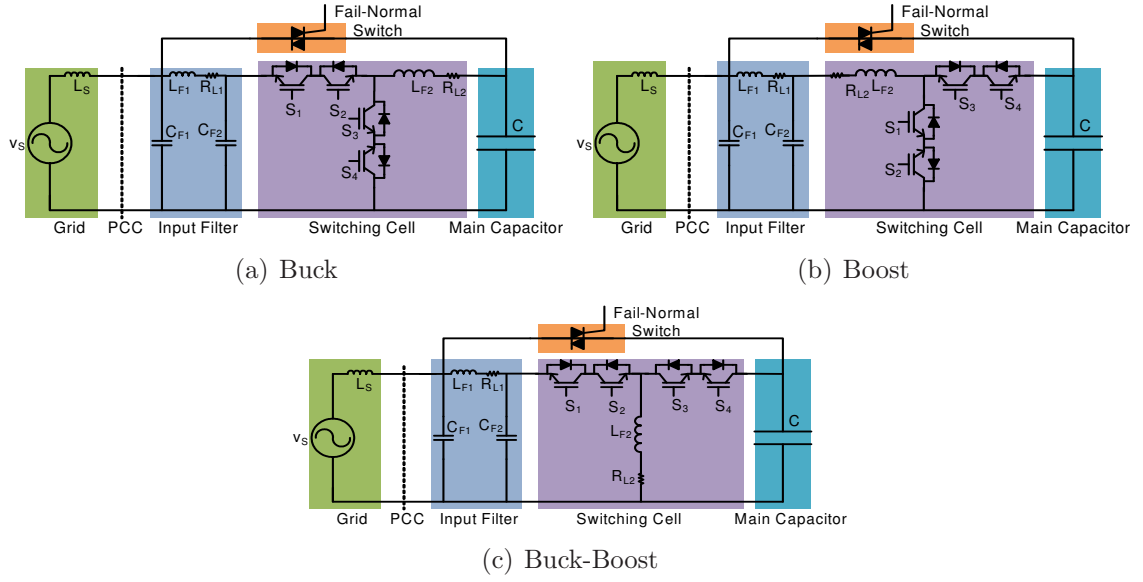 Fail-Normal
Switch
L_S
L_F1
R_L1
S_1
S_2
L_F2
R_L2
C_F1
C_F2
S_3
S_4
C
v_S
Grid
PCC
Input Filter
Switching Cell
Main Capacitor
(a) Buck
Fail-Normal
Switch
L_S
L_F1
R_L1
R_L2
L_F2
S_3
S_4
C_F1
C_F2
S_1
S_2
C
v_S
Grid
PCC
Input Filter
Switching Cell
Main Capacitor
(b) Boost
Fail-Normal
Switch
L_S
L_F1
R_L1
S_1
S_2
S_3
S_4
C_F1
C_F2
L_F2
R_L2
C
v_S
Grid
PCC
Input Filter
Switching Cell
Main Capacitor
(c) Buck-Boost